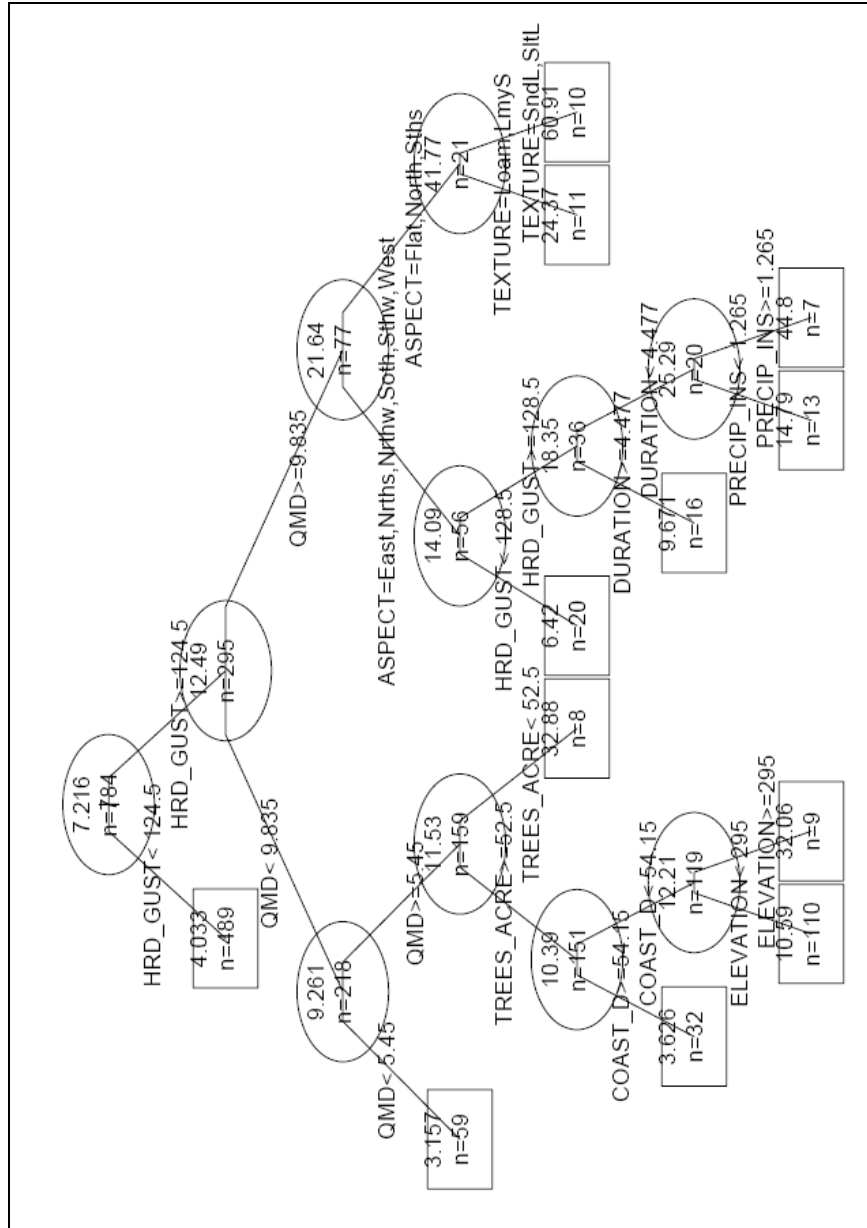 7.216
n=784
HRD_GUST< 124.5
HRD_GUST>=124.5
4.033
n=489
12.49
n=295
QMD< 9.835
QMD>=9.835
9.261
n=218
21.64
n=77
QMD< 5.45
QMD>=5.45
ASPECT=East,Nrths,Nrthw,Soth,Sthw,West
ASPECT=Flat,North,Sths
3.157
n=59
11.53
n=159
14.09
n=56
41.77
n=21
TREES_ACRE>=52.5
TREES_ACRE< 52.5
HRD_GUST< 128.5
HRD_GUST>=128.5
TEXTURE=Loam,LmyS
TEXTURE=SndL,SltL
10.39
n=151
32.88
n=8
6.42
n=20
18.35
n=36
24.37
n=11
60.91
n=10
COAST_D>=54.15
COAST_D<54.15
DURATION>=4.477
DURATION< 4.477
3.626
n=32
12.21
n=119
9.671
n=16
25.29
n=20
ELEVATION<295
ELEVATION>=295
PRECIP_INS< 1.265
PRECIP_INS>=1.265
10.59
n=110
32.06
n=9
14.79
n=13
44.8
n=7